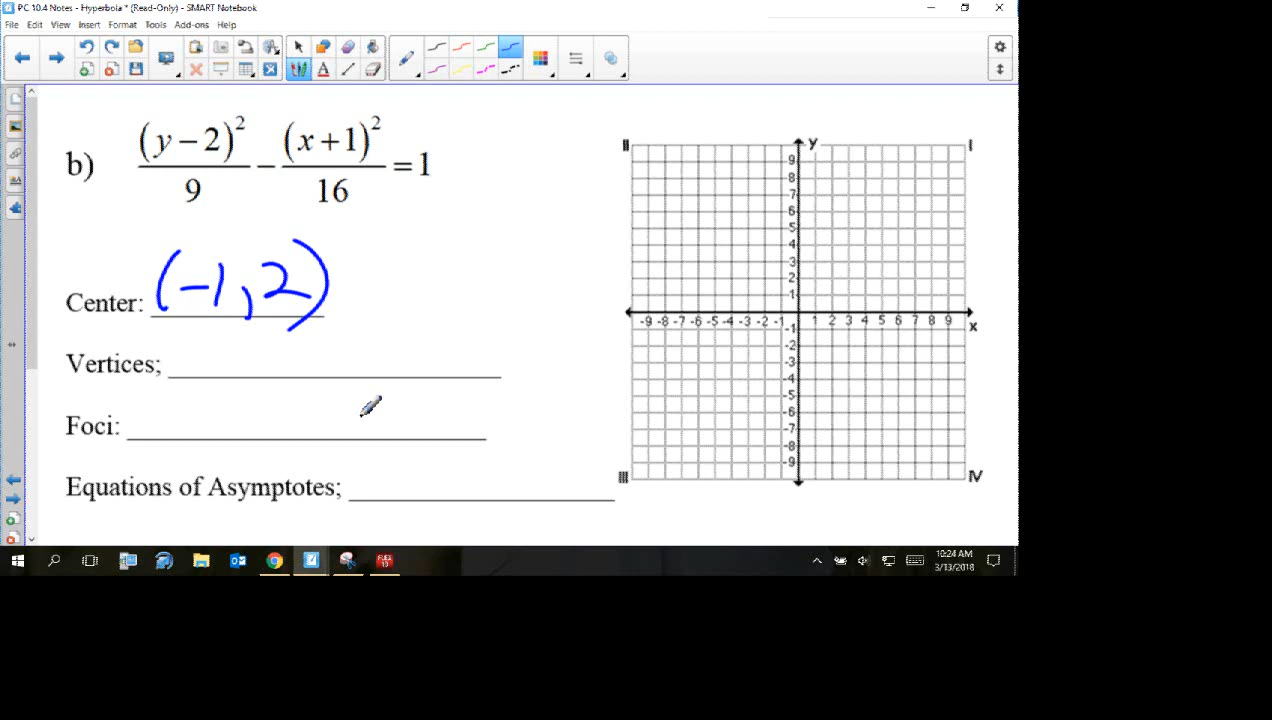 PC 10.4 Notes - Hyperbola * (Read-Only) - SMART Notebook
File Edit View Insert Format Tools Add-ons Help
b) (y − 2)² / 9 − (x + 1)² / 16 = 1
Center: (-1, 2)
Vertices;
Foci:
Equations of Asymptotes;
II y I
9
8
7
6
5
4
3
2
1
-9 -8 -7 -6 -5 -4 -3 -2 -1 1 2 3 4 5 6 7 8 9 x
-1
-2
-3
-4
-5
-6
-7
-8
-9
III IV
FLEX
10:24 AM
3/13/2018